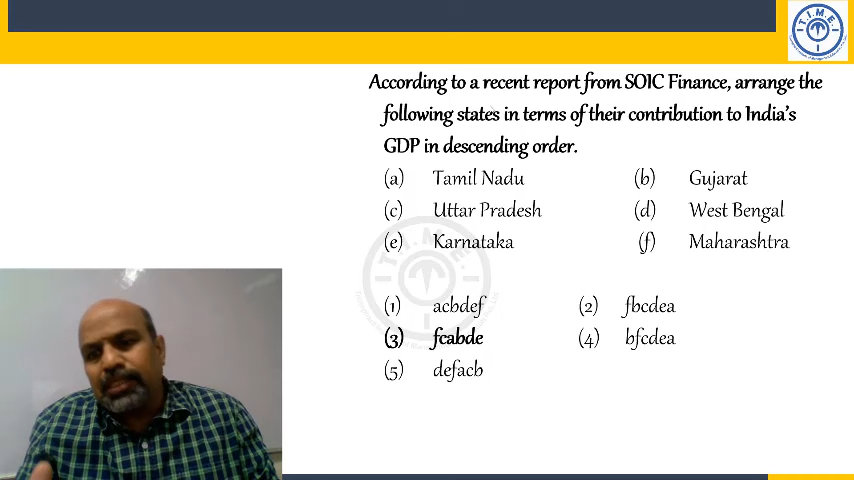 T.I.M.E.
According to a recent report from SOIC Finance, arrange the
following states in terms of their contribution to India's
GDP in descending order.
(a) Tamil Nadu (b) Gujarat
(c) Uttar Pradesh (d) West Bengal
(e) Karnataka (f) Maharashtra
T.I.M.E.
(1) acbdef (2) fbcdea
(3) fcabde (4) bfcdea
(5) defacb